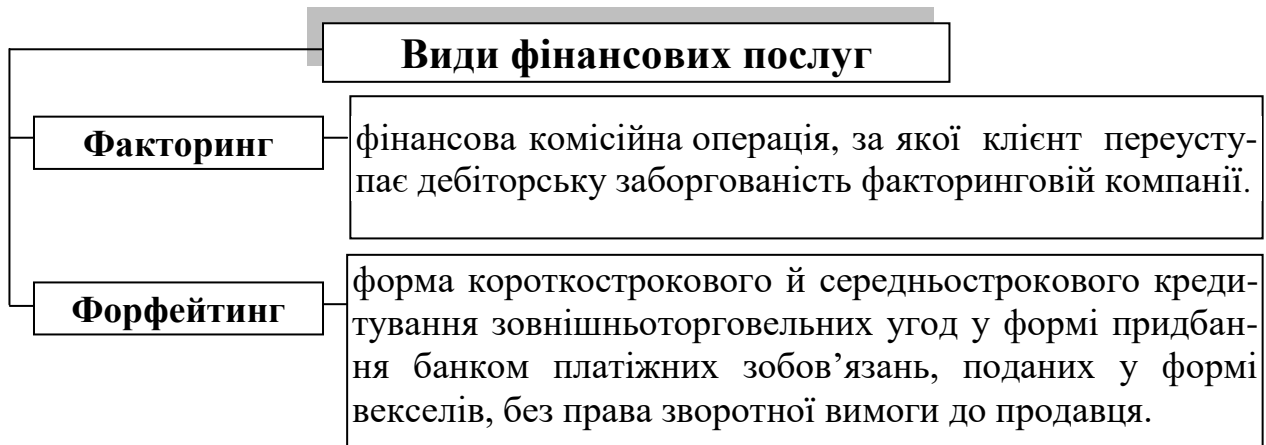 Види фінансових послуг
Факторинг
фінансова комісійна операція, за якої клієнт переусту-
пає дебіторську заборгованість факторинговій компанії.
Форфейтинг
форма короткострокового й середньострокового креди-
тування зовнішньоторговельних угод у формі придбан-
ня банком платіжних зобов’язань, поданих у формі
векселів, без права зворотної вимоги до продавця.